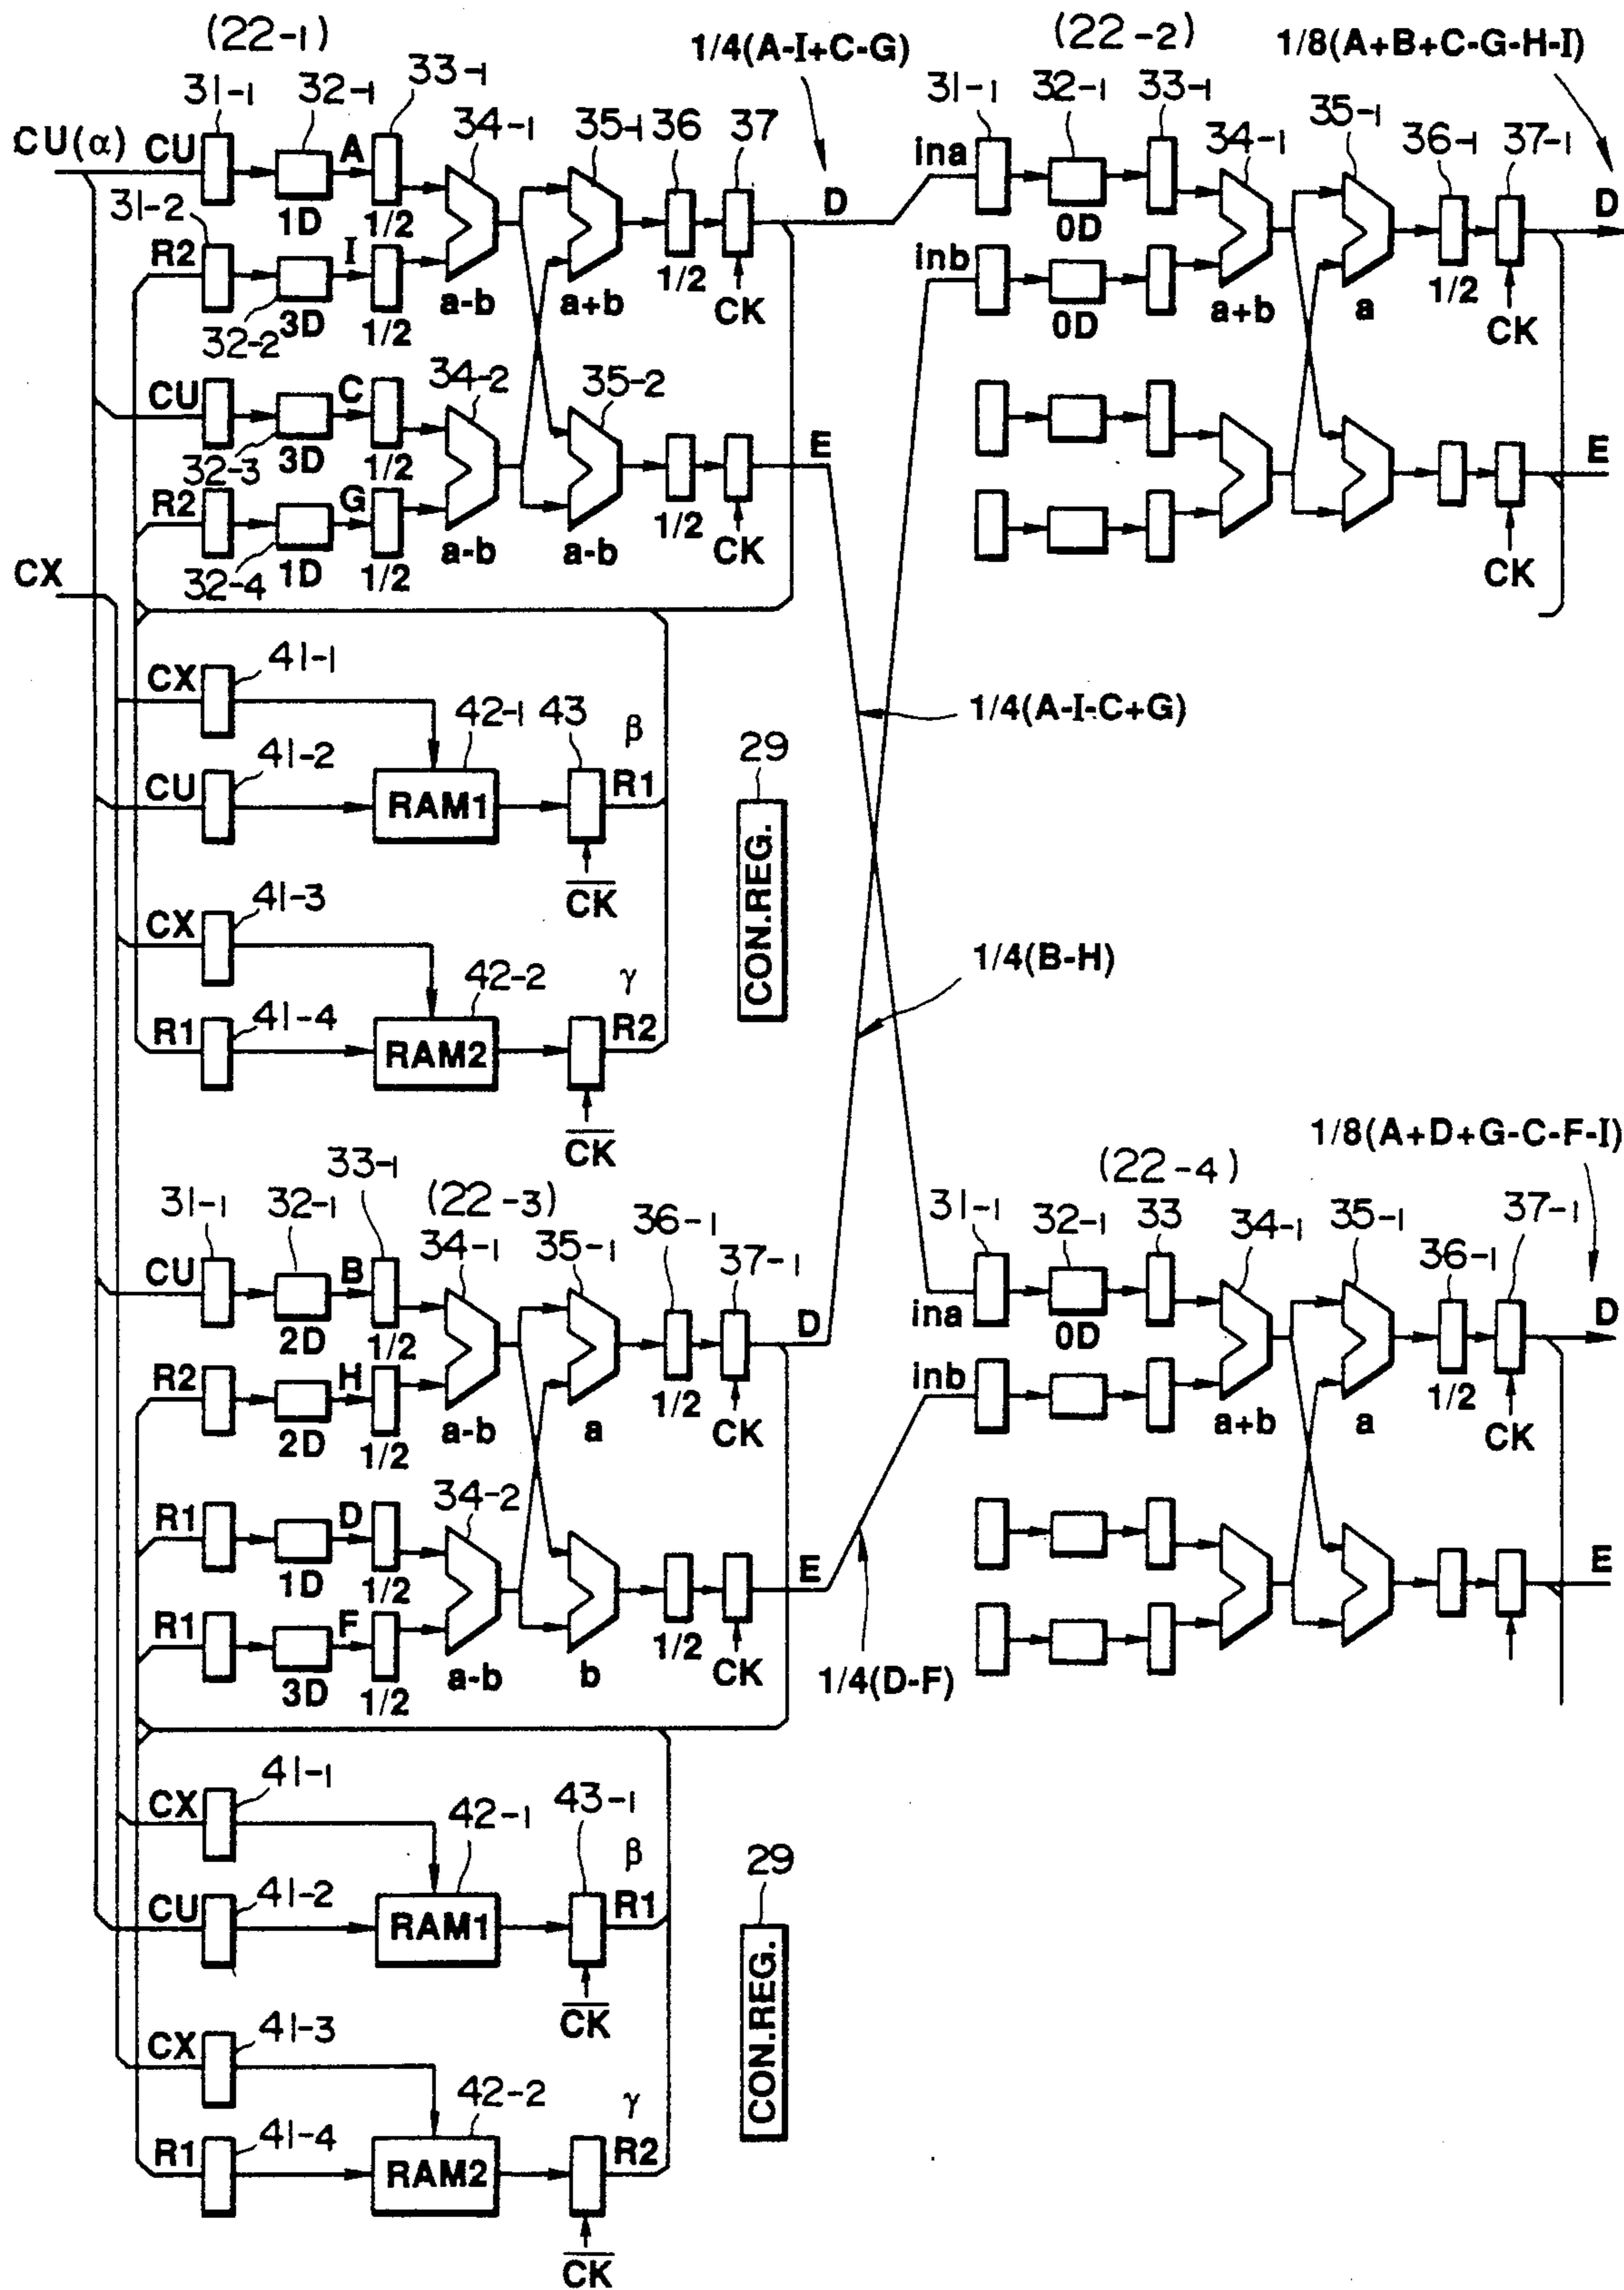 (22-1)
1/4(A-I+C-G)
(22-2)
1/8(A+B+C-G-H-I)
31-1
32-1
33-1
34-1
35-1
36
37
31-1
32-1
33-1
34-1
35-1
36-1
37-1
CU(α)
CU
A
1D
1/2
ina
0D
D
D
31-2
R2
I
32-2
3D
1/2
a-b
a+b
1/2
CK
inb
0D
a+b
a
1/2
CK
CU
C
34-2
35-2
32-3
3D
1/2
E
E
R2
G
32-4
1D
1/2
a-b
a-b
1/2
CK
CK
CX
CX
41-1
42-1
43
β
1/4(A-I-C+G)
CU
41-2
RAM1
R1
29
CON.REG.
CK
CX
41-3
42-2
γ
1/4(B-H)
R1
41-4
RAM2
R2
CK
1/8(A+D+G-C-F-I)
31-1
32-1
33-1
(22-3)
34-1
35-1
36-1
37-1
(22-4)
31-1
32-1
33
34-1
35-1
36-1
37-1
CU
B
2D
1/2
D
ina
0D
D
R2
H
2D
1/2
a-b
a
1/2
CK
inb
a+b
a
1/2
CK
34-2
R1
D
1D
1/2
E
E
R1
F
3D
1/2
a-b
b
1/2
CK
1/4(D-F)
CX
41-1
42-1
43-1
β
CU
41-2
RAM1
R1
29
CON.REG.
CK
CX
41-3
42-2
γ
R1
41-4
RAM2
R2
CK